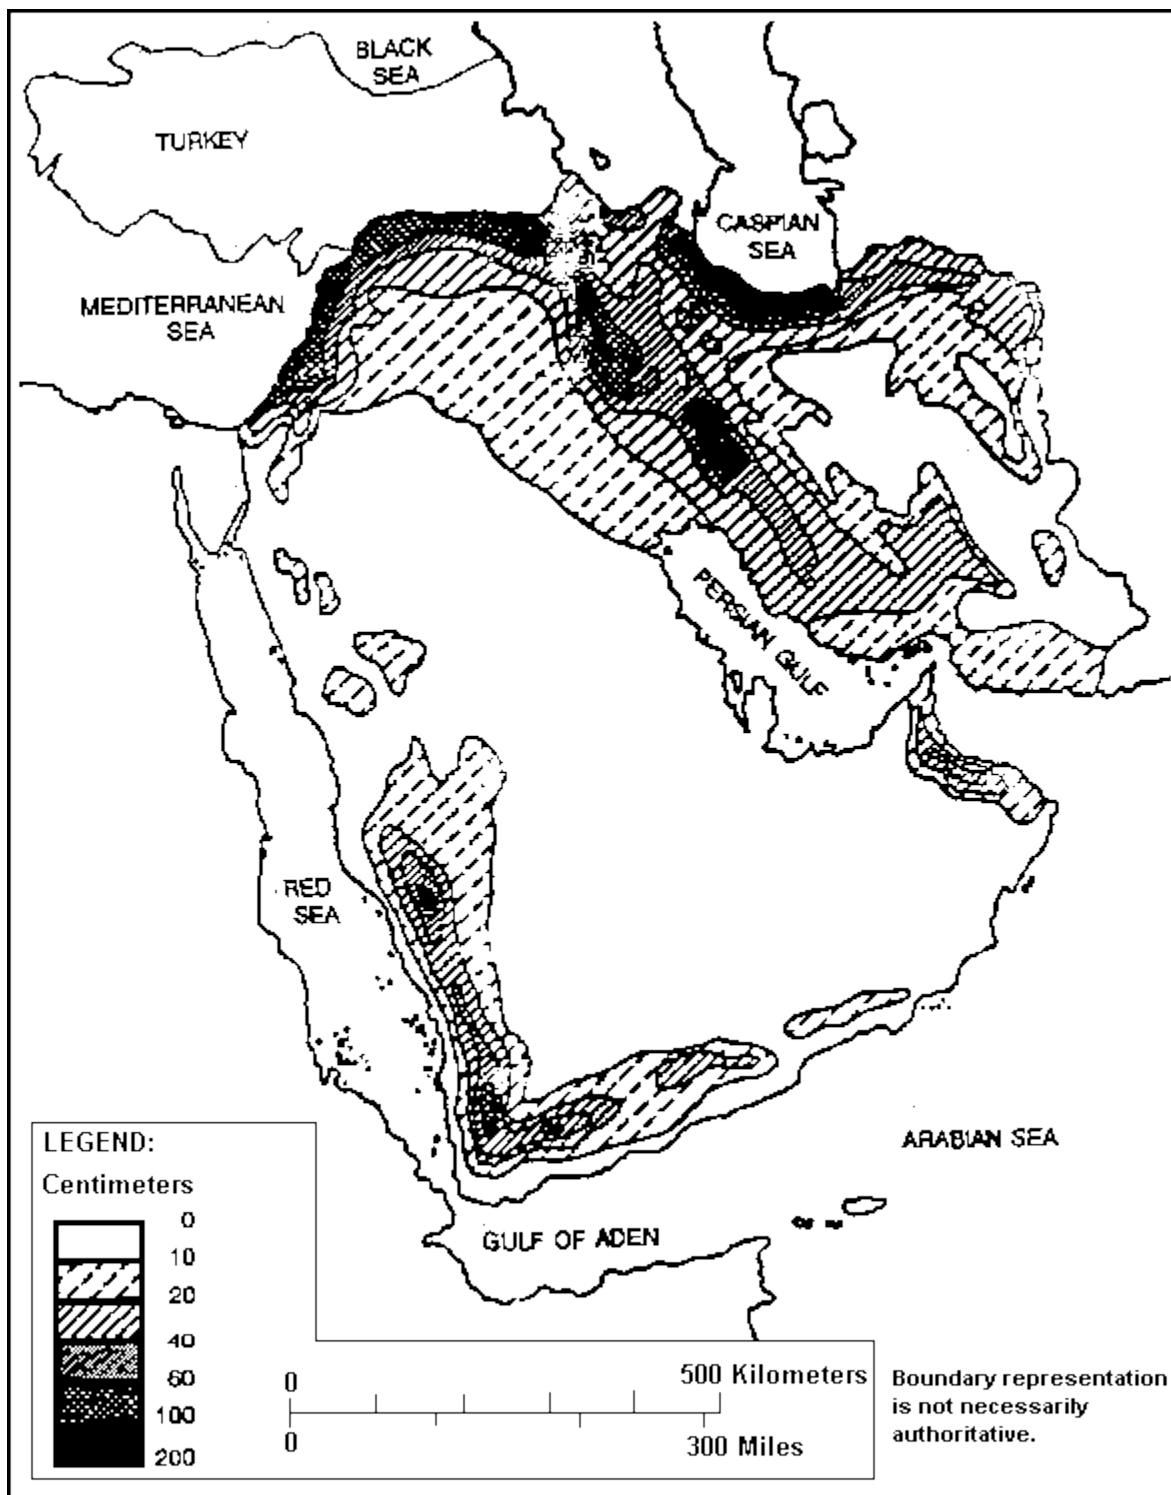 BLACK
SEA
TURKEY
CASPIAN
SEA
MEDITERRANEAN
SEA
PERSIAN GULF
RED
SEA
ARABIAN SEA
GULF OF ADEN
LEGEND:
Centimeters
0
10
20
40
60
100
200
0
500 Kilometers
0
300 Miles
Boundary representation
is not necessarily
authoritative.